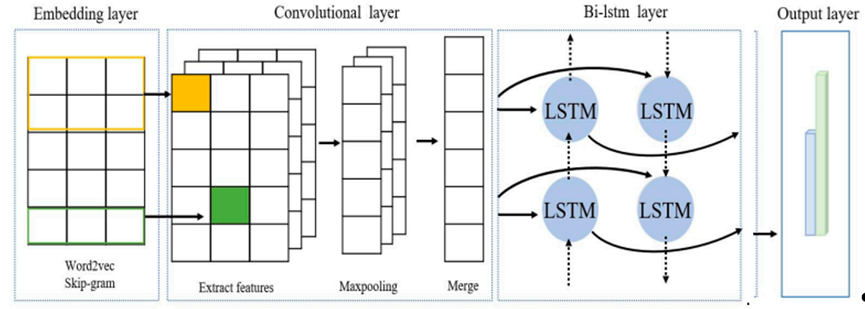 Embedding layer
Convolutional layer
Bi-lstm layer
Output layer
LSTM
LSTM
LSTM
LSTM
Word2vec
Skip-gram
Extract features
Maxpooling
Merge